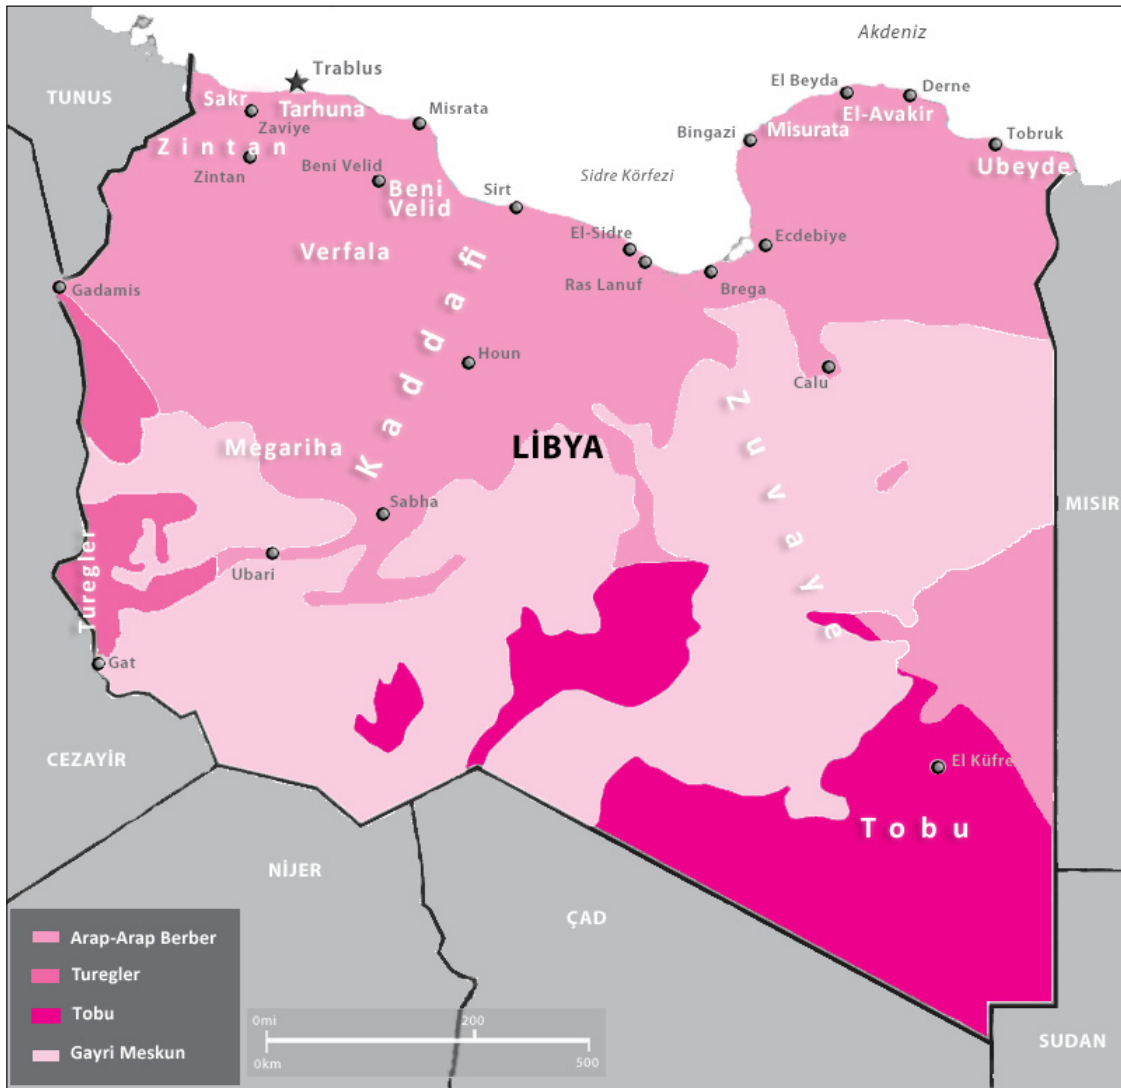 Akdeniz
TUNUS
Trablus
El Beyda
Derne
Sakr
Tarhuna
Misrata
El-Avakir
Zaviye
Bingazi
Misurata
Tobruk
Zintan
Zintan
Beni Velid
Ubeyde
Beni
Velid
Sirt
Sidre Körfezi
El-Sidre
Ecdebiye
Verfala
Gadamis
Ras Lanuf
Brega
Kaddafi
Houn
Calu
Zuvvaye
Megariha
LİBYA
Sabha
MISIR
Turegler
Ubari
Gat
CEZAYİR
El Küfre
Tobu
NİJER
ÇAD
SUDAN
Arap-Arap Berber
Turegler
Tobu
Gayri Meskun
0mi 200
0km 500